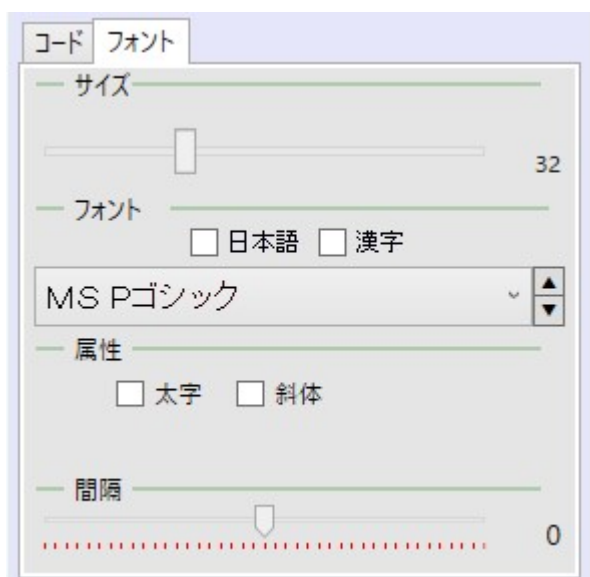 コード フォント
サイズ
32
フォント
日本語 漢字
MS Pゴシック
属性
太字 斜体
間隔
0